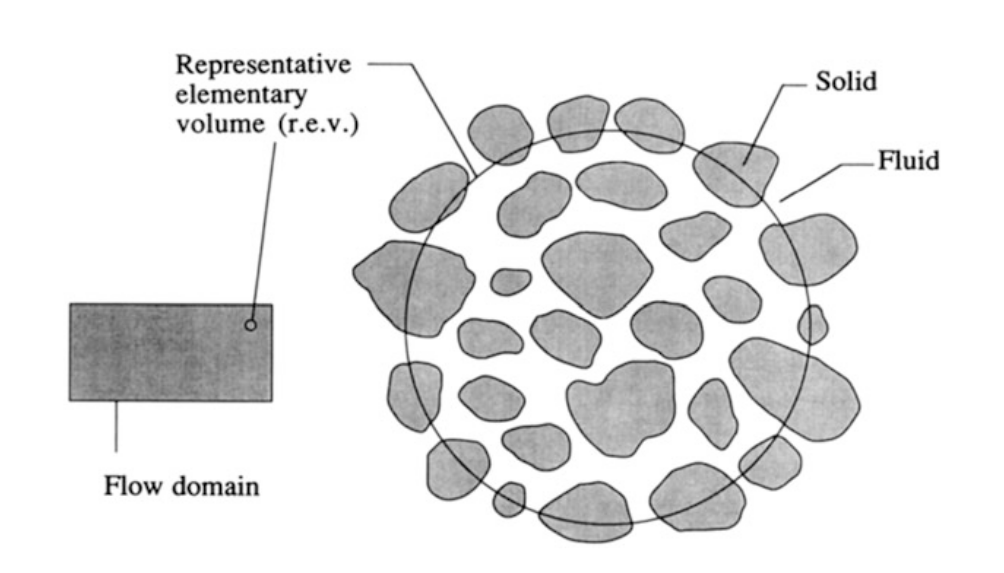 Representative
elementary
volume (r.e.v.)
Solid
Fluid
Flow domain